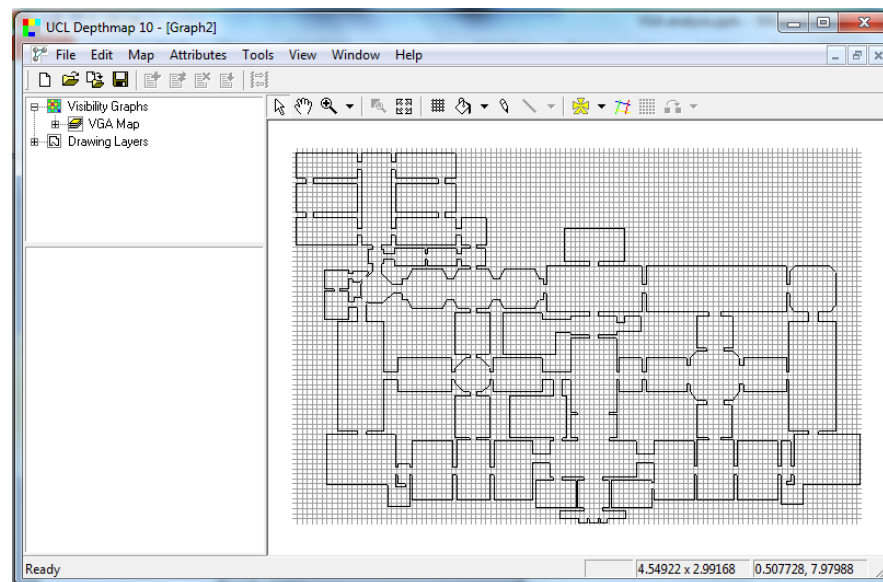 UCL Depthmap 10 - [Graph2]
File Edit Map Attributes Tools View Window Help
Visibility Graphs
VGA Map
Drawing Layers
Ready
4.54922 x 2.99168
0.507728, 7.97988